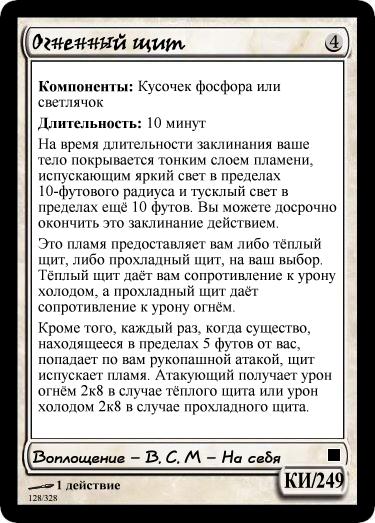 Огненный щит
4
Компоненты: Кусочек фосфора или
светлячок
Длительность: 10 минут
На время длительности заклинания ваше
тело покрывается тонким слоем пламени,
испускающим яркий свет в пределах
10-футового радиуса и тусклый свет в
пределах ещё 10 футов. Вы можете досрочно
окончить это заклинание действием.
Это пламя предоставляет вам либо тёплый
щит, либо прохладный щит, на ваш выбор.
Тёплый щит даёт вам сопротивление к урону
холодом, а прохладный щит даёт
сопротивление к урону огнём.
Кроме того, каждый раз, когда существо,
находящееся в пределах 5 футов от вас,
попадает по вам рукопашной атакой, щит
испускает пламя. Атакующий получает урон
огнём 2к8 в случае тёплого щита или урон
холодом 2к8 в случае прохладного щита.
Воплощение – В, С, М – На себя
КИ/249
1 действие
128/328